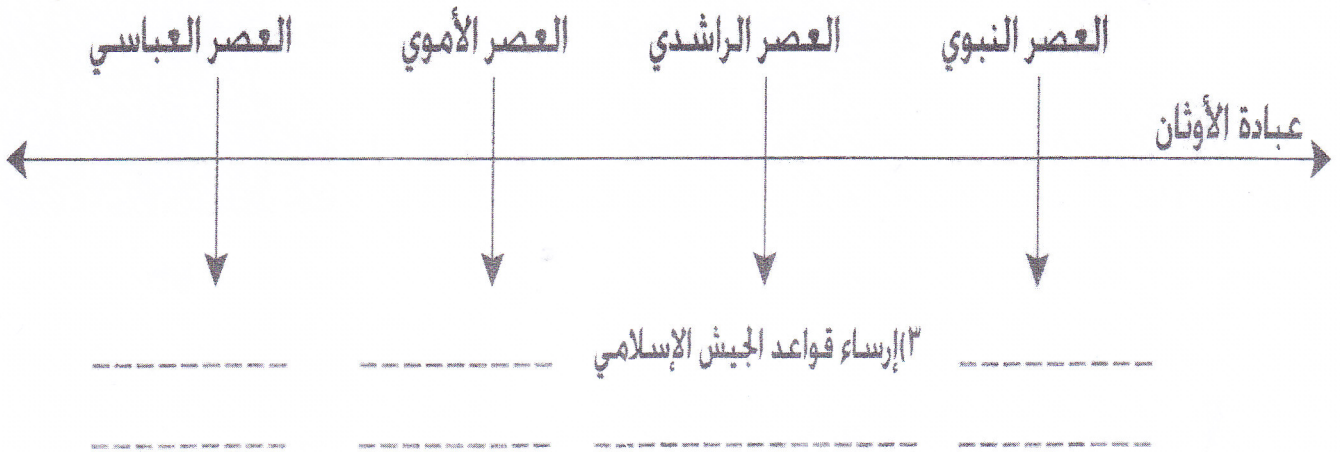 العصر النبوي العصر الراشدي العصر الأموي العصر العباسي
عبادة الأوثان
٣)إرساء قواعد الجيش الإسلامي